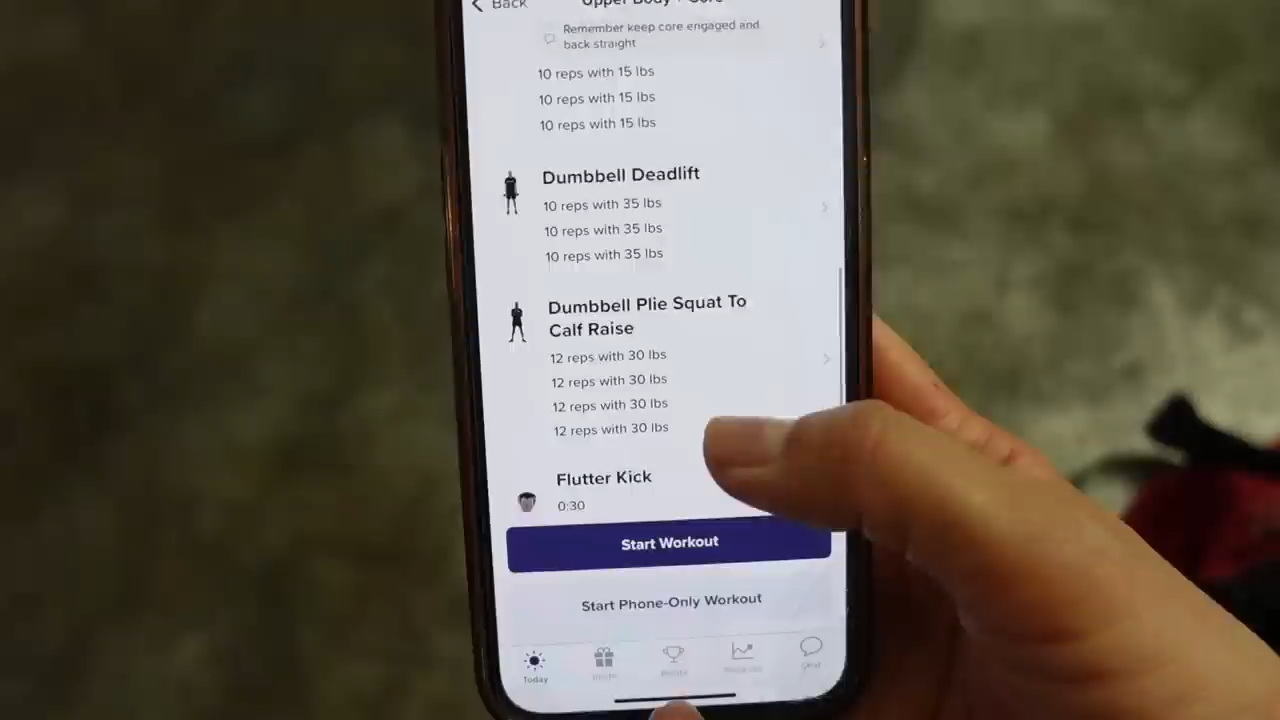 Back
Upper Body + Core
Remember keep core engaged and
back straight
10 reps with 15 lbs
10 reps with 15 lbs
10 reps with 15 lbs
Dumbbell Deadlift
10 reps with 35 lbs
10 reps with 35 lbs
10 reps with 35 lbs
Dumbbell Plie Squat To
Calf Raise
12 reps with 30 lbs
12 reps with 30 lbs
12 reps with 30 lbs
12 reps with 30 lbs
Flutter Kick
0:30
Start Workout
Start Phone-Only Workout
Today